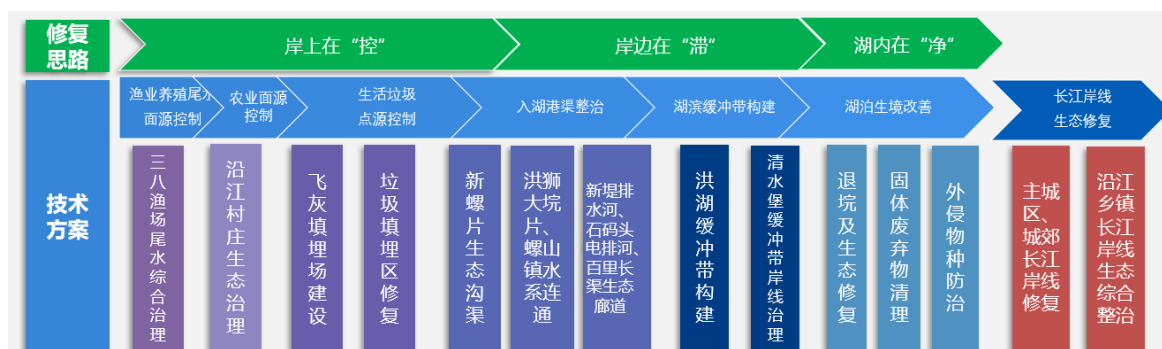 修复
思路
岸上在“控”
岸边在“滞”
湖内在“净”
技术
方案
渔业养殖尾水
面源控制
农业面源
控制
生活垃圾
点源控制
入湖港渠整治
湖滨缓冲带构建
湖泊生境改善
长江岸线
生态修复
三八渔场尾水综合治理
沿江村庄生态治理
飞灰填埋场建设
垃圾填埋区修复
新螺片生态沟渠
洪狮
大垸
片、
螺山
镇水
系连
通
新堤排
水河、
石码头
电排河、
百里长
渠生态
廊道
洪湖缓冲带构建
清水堡缓冲带岸线治理
退垸及生态修复
固体废弃物清理
外侵物种防治
主城
区、
城郊
长江
岸线
修复
沿江
乡镇
长江
岸线
生态
综合
整治